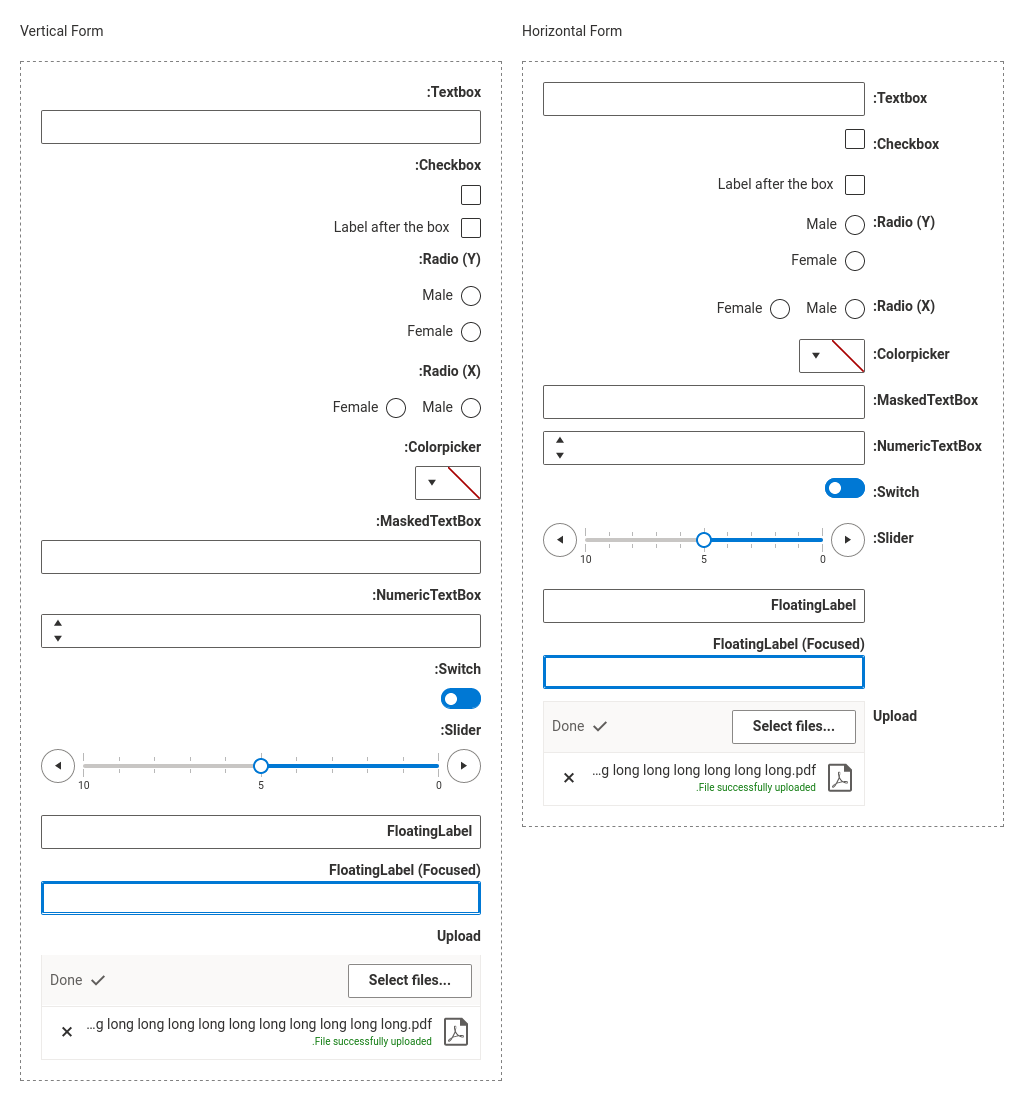 Vertical Form
:Textbox
:Checkbox
Label after the box
:Radio (Y)
Male
Female
:Radio (X)
Female Male
:Colorpicker
:MaskedTextBox
:NumericTextBox
:Switch
:Slider
10 5 0
FloatingLabel
FloatingLabel (Focused)
Upload
Done Select files...
...g long long long long long long long long long long.pdf
.File successfully uploaded
Horizontal Form
:Textbox
:Checkbox
Label after the box
Male :Radio (Y)
Female
Female Male :Radio (X)
:Colorpicker
:MaskedTextBox
:NumericTextBox
:Switch
:Slider
10 5 0
FloatingLabel
FloatingLabel (Focused)
Upload
Done Select files...
...g long long long long long long.pdf
.File successfully uploaded